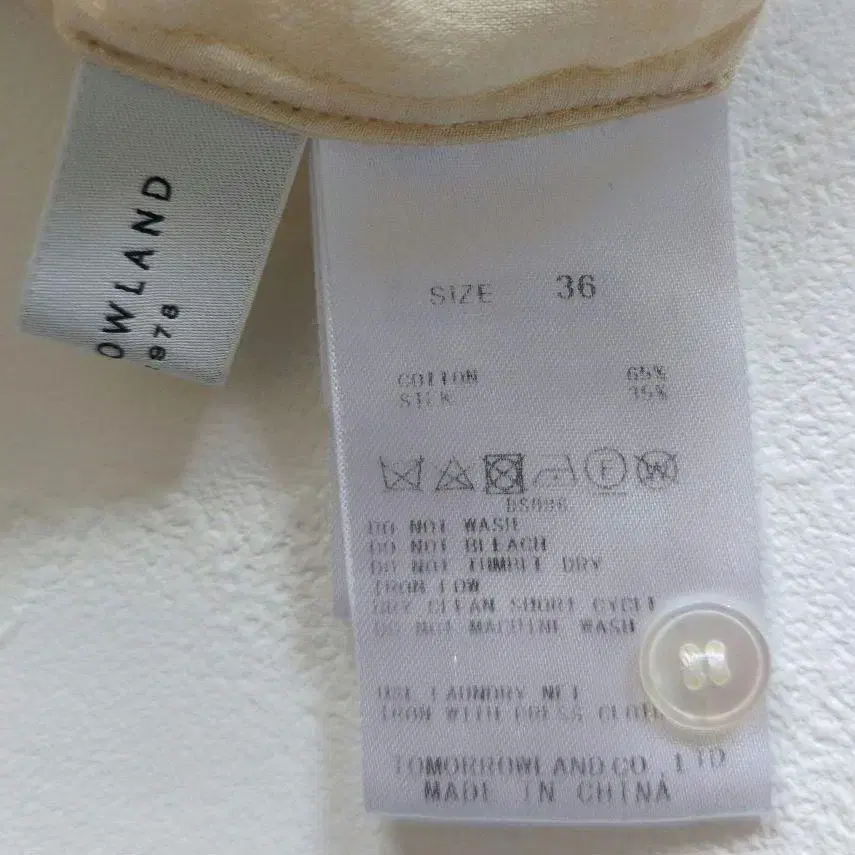 OWLAND
1978
SIZE 36
COTTON 65%
SILK 35%
F W
DO NOT WASH
DO NOT BLEACH
DO NOT TUMBLE DRY
IRON LOW
DRY CLEAN SHORT CYCLE
DO NOT MACHINE WASH
USE LAUNDRY NET
IRON WITH PRESS CLOTH
TOMORROWLAND CO. LTD
MADE IN CHINA